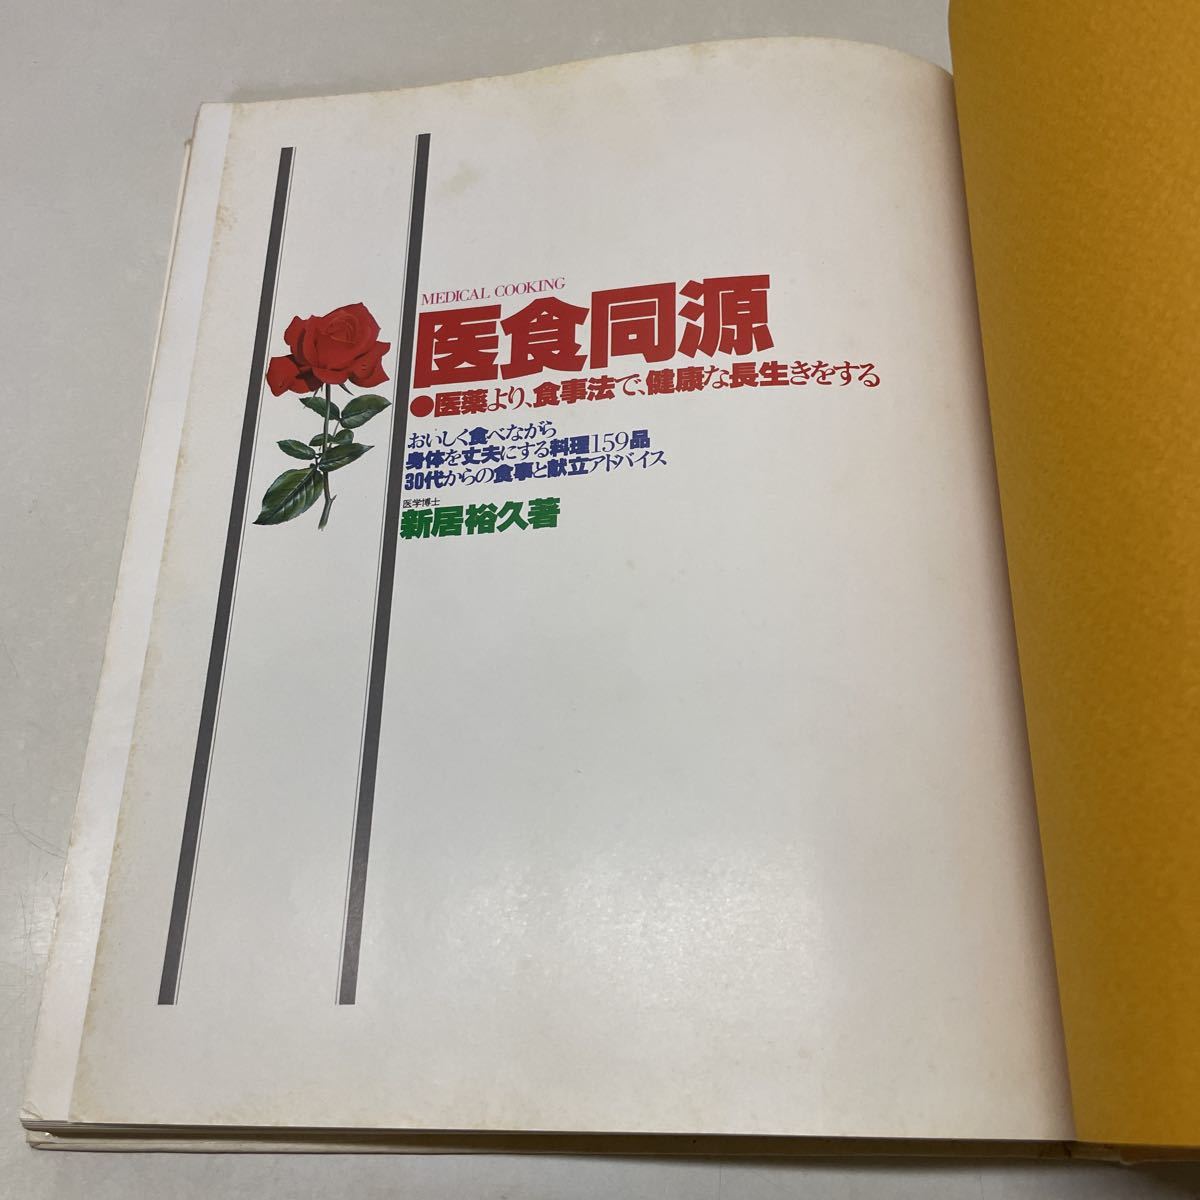 MEDICAL COOKING
医食同源
●医薬より、食事法で、健康な長生きをする
おいしく食べながら
身体を丈夫にする料理159品
30代からの食事と献立アドバイス
医学博士
新居裕久著